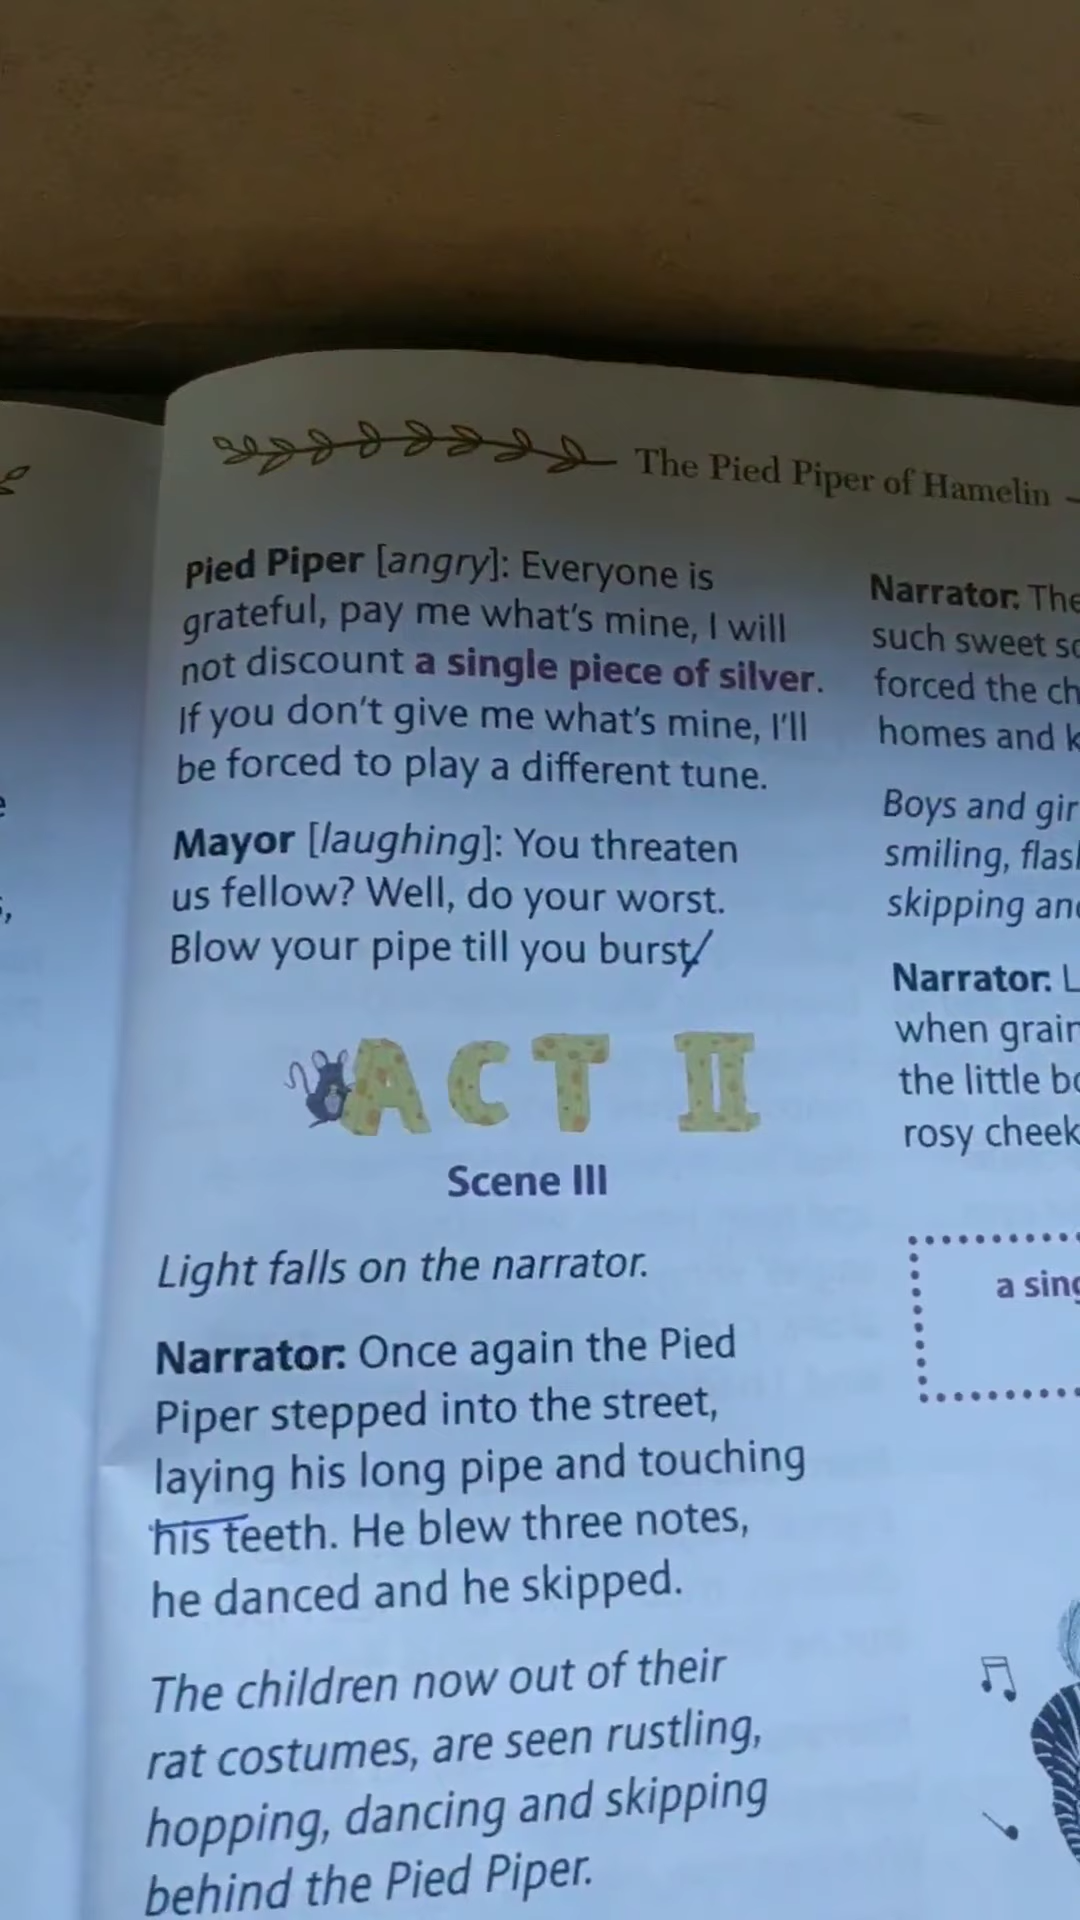 The Pied Piper of Hamelin
Pied Piper [angry]: Everyone is
grateful, pay me what's mine, I will
not discount a single piece of silver.
If you don't give me what's mine, I'll
be forced to play a different tune.
Mayor [laughing]: You threaten
us fellow? Well, do your worst.
Blow your pipe till you burst
ACT II
Scene III
Light falls on the narrator.
Narrator: Once again the Pied
Piper stepped into the street,
laying his long pipe and touching
his teeth. He blew three notes,
he danced and he skipped.
The children now out of their
rat costumes, are seen rustling,
hopping, dancing and skipping
behind the Pied Piper.
Narrator: The
such sweet
forced the
homes and
Boys and
smiling,
skipping
Narrator:
when
the little
rosy
a